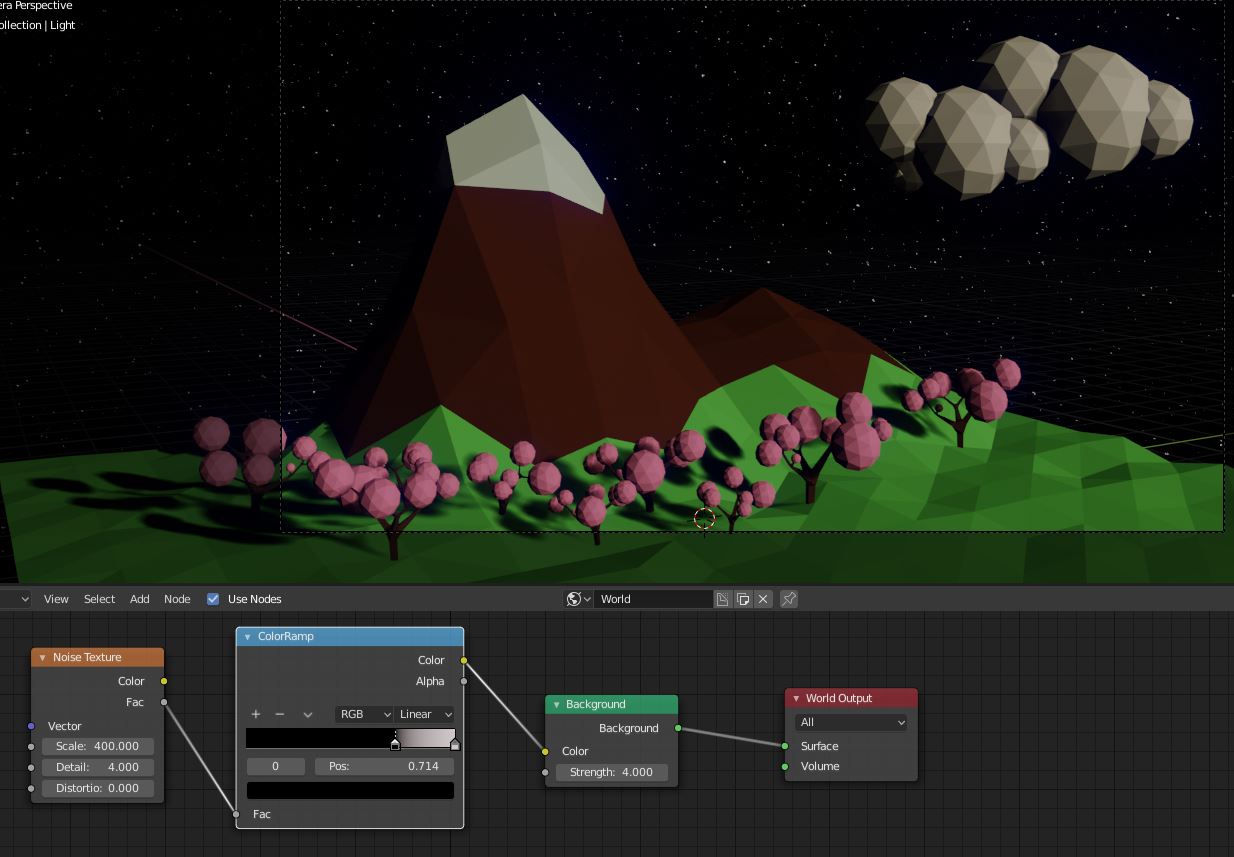 era Perspective
ollection | Light
View Select Add Node Use Nodes World
Noise Texture
Color
Fac
Vector
Scale: 400.000
Detail: 4.000
Distortio: 0.000
ColorRamp
Color
Alpha
RGB Linear
0 Pos: 0.714
Fac
Background
Background
Color
Strength: 4.000
World Output
All
Surface
Volume